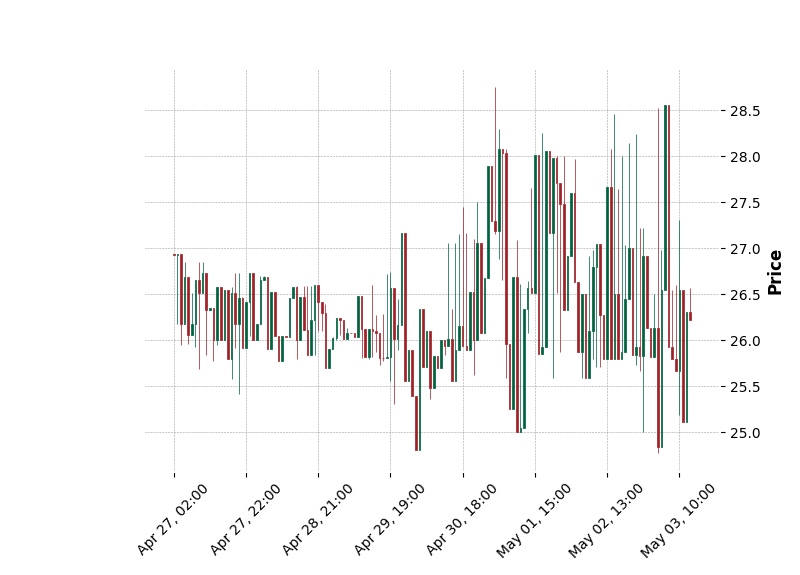 28.5
28.0
27.5
27.0
26.5
26.0
25.5
25.0
Price
Apr 27, 02:00
Apr 27, 22:00
Apr 28, 21:00
Apr 29, 19:00
Apr 30, 18:00
May 01, 15:00
May 02, 13:00
May 03, 10:00